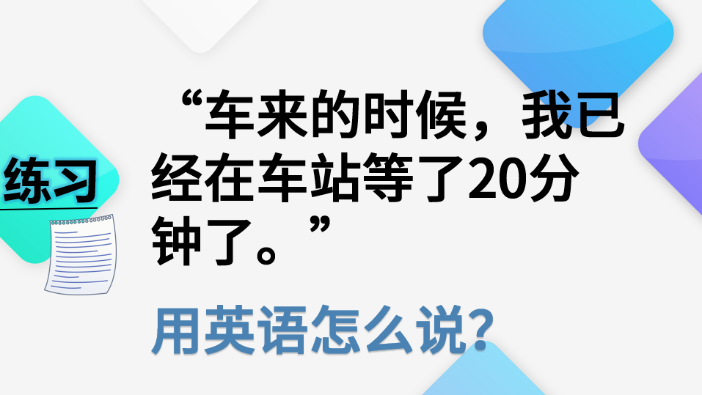 练习
“车来的时候，我已
经在车站等了20分
钟了。”
用英语怎么说？